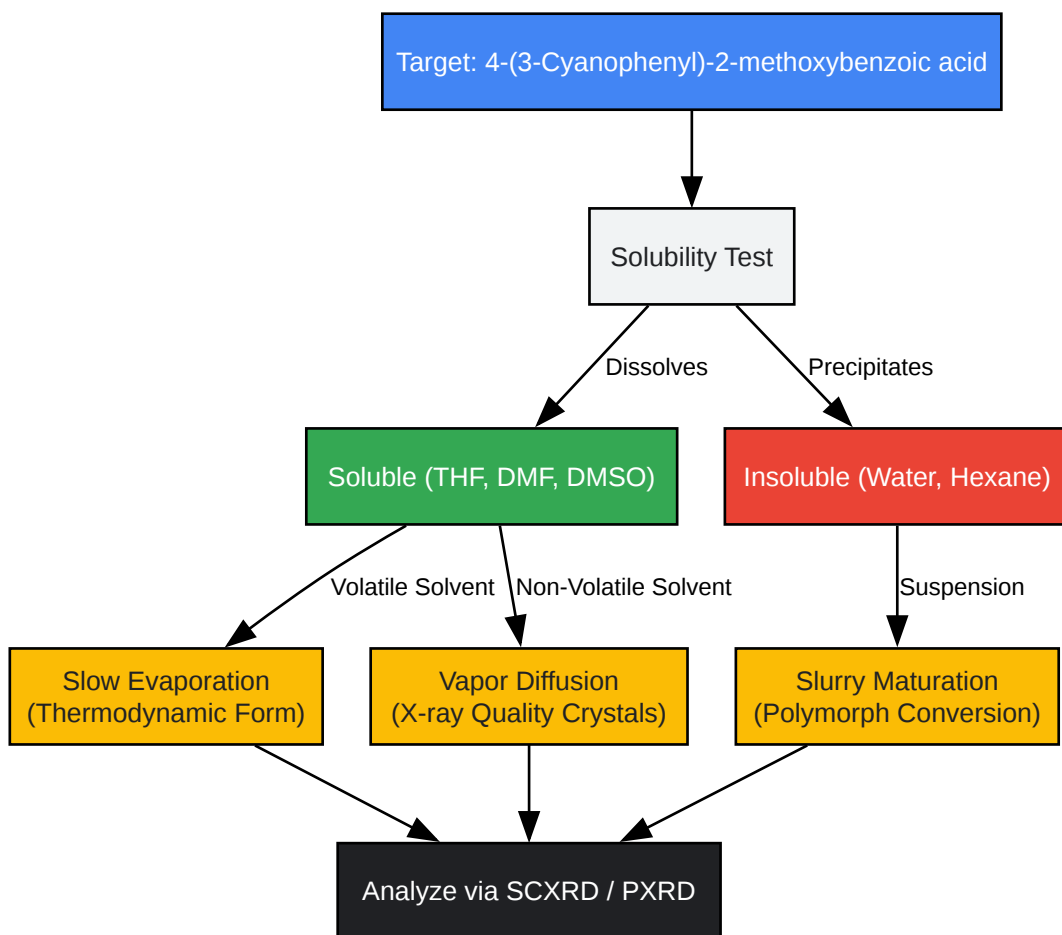 Target: 4-(3-Cyanophenyl)-2-methoxybenzoic acid
Solubility Test
Dissolves
Precipitates
Soluble (THF, DMF, DMSO)
Insoluble (Water, Hexane)
Volatile Solvent
Non-Volatile Solvent
Suspension
Slow Evaporation
(Thermodynamic Form)
Vapor Diffusion
(X-ray Quality Crystals)
Slurry Maturation
(Polymorph Conversion)
Analyze via SCXRD / PXRD